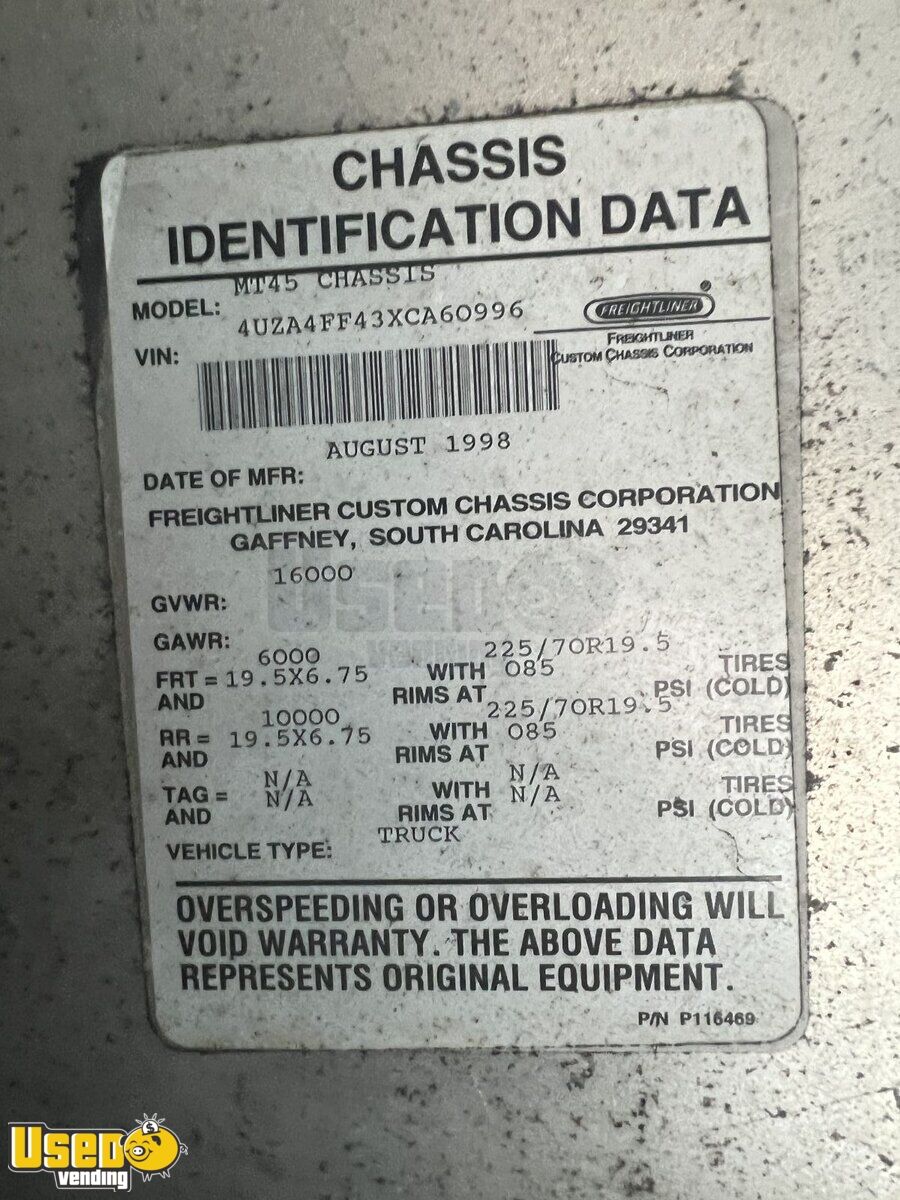 CHASSIS
IDENTIFICATION DATA
MT45 CHASSIS
MODEL:
4UZA4FF43XCA60996
FREIGHTLINER
FREIGHTLINER
CUSTOM CHASSIS CORPORATION
VIN:
AUGUST 1998
DATE OF MFR:
FREIGHTLINER CUSTOM CHASSIS CORPORATION
GAFFNEY, SOUTH CAROLINA 29341
16000
GVWR:
GAWR:
6000 225/70R19.5
FRT = 19.5X6.75 WITH 085 TIRES
AND RIMS AT PSI (COLD)
10000 225/70R19.5
RR = 19.5X6.75 WITH 085 TIRES
AND RIMS AT PSI (COLD)
N/A N/A
TAG = N/A WITH N/A TIRES
AND RIMS AT PSI (COLD)
TRUCK
VEHICLE TYPE:
OVERSPEEDING OR OVERLOADING WILL
VOID WARRANTY. THE ABOVE DATA
REPRESENTS ORIGINAL EQUIPMENT.
P/N P116469
USED
vending